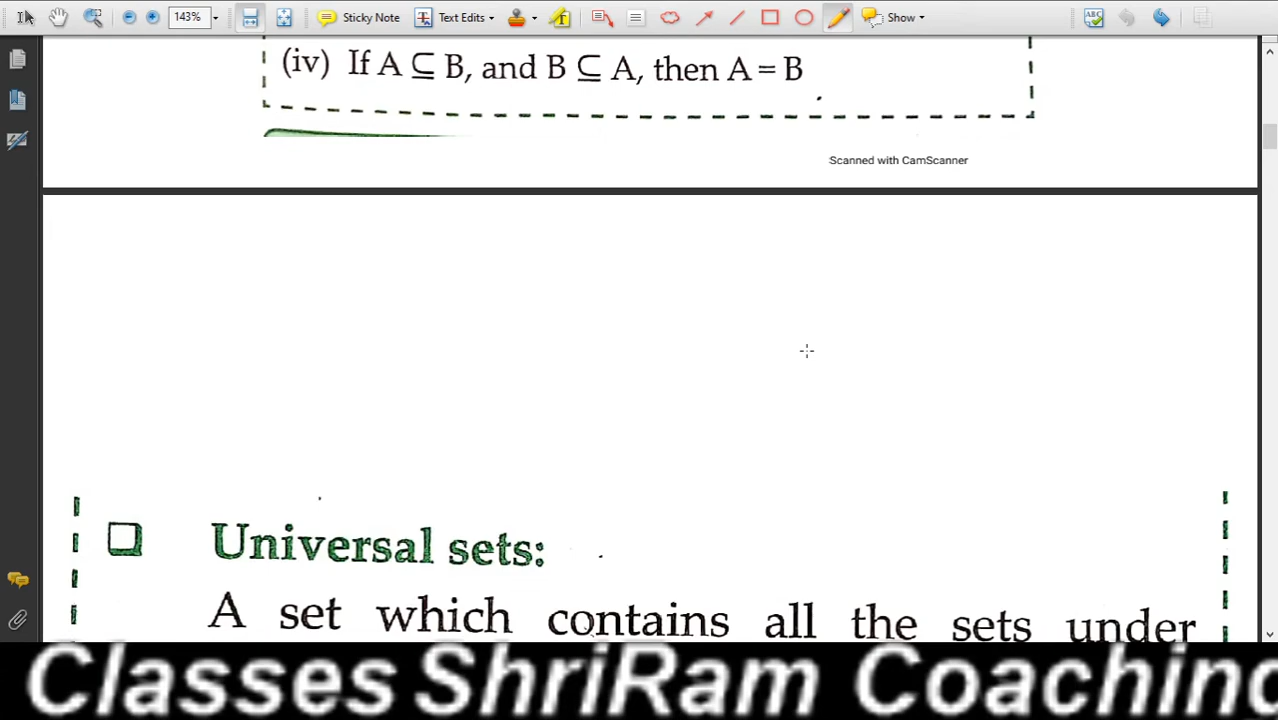 143%
Sticky Note
Text Edits
Show
(iv) If A ⊆ B, and B ⊆ A, then A = B
Scanned with CamScanner
Universal sets:
A set which contains all the sets under
Classes ShriRam Coaching